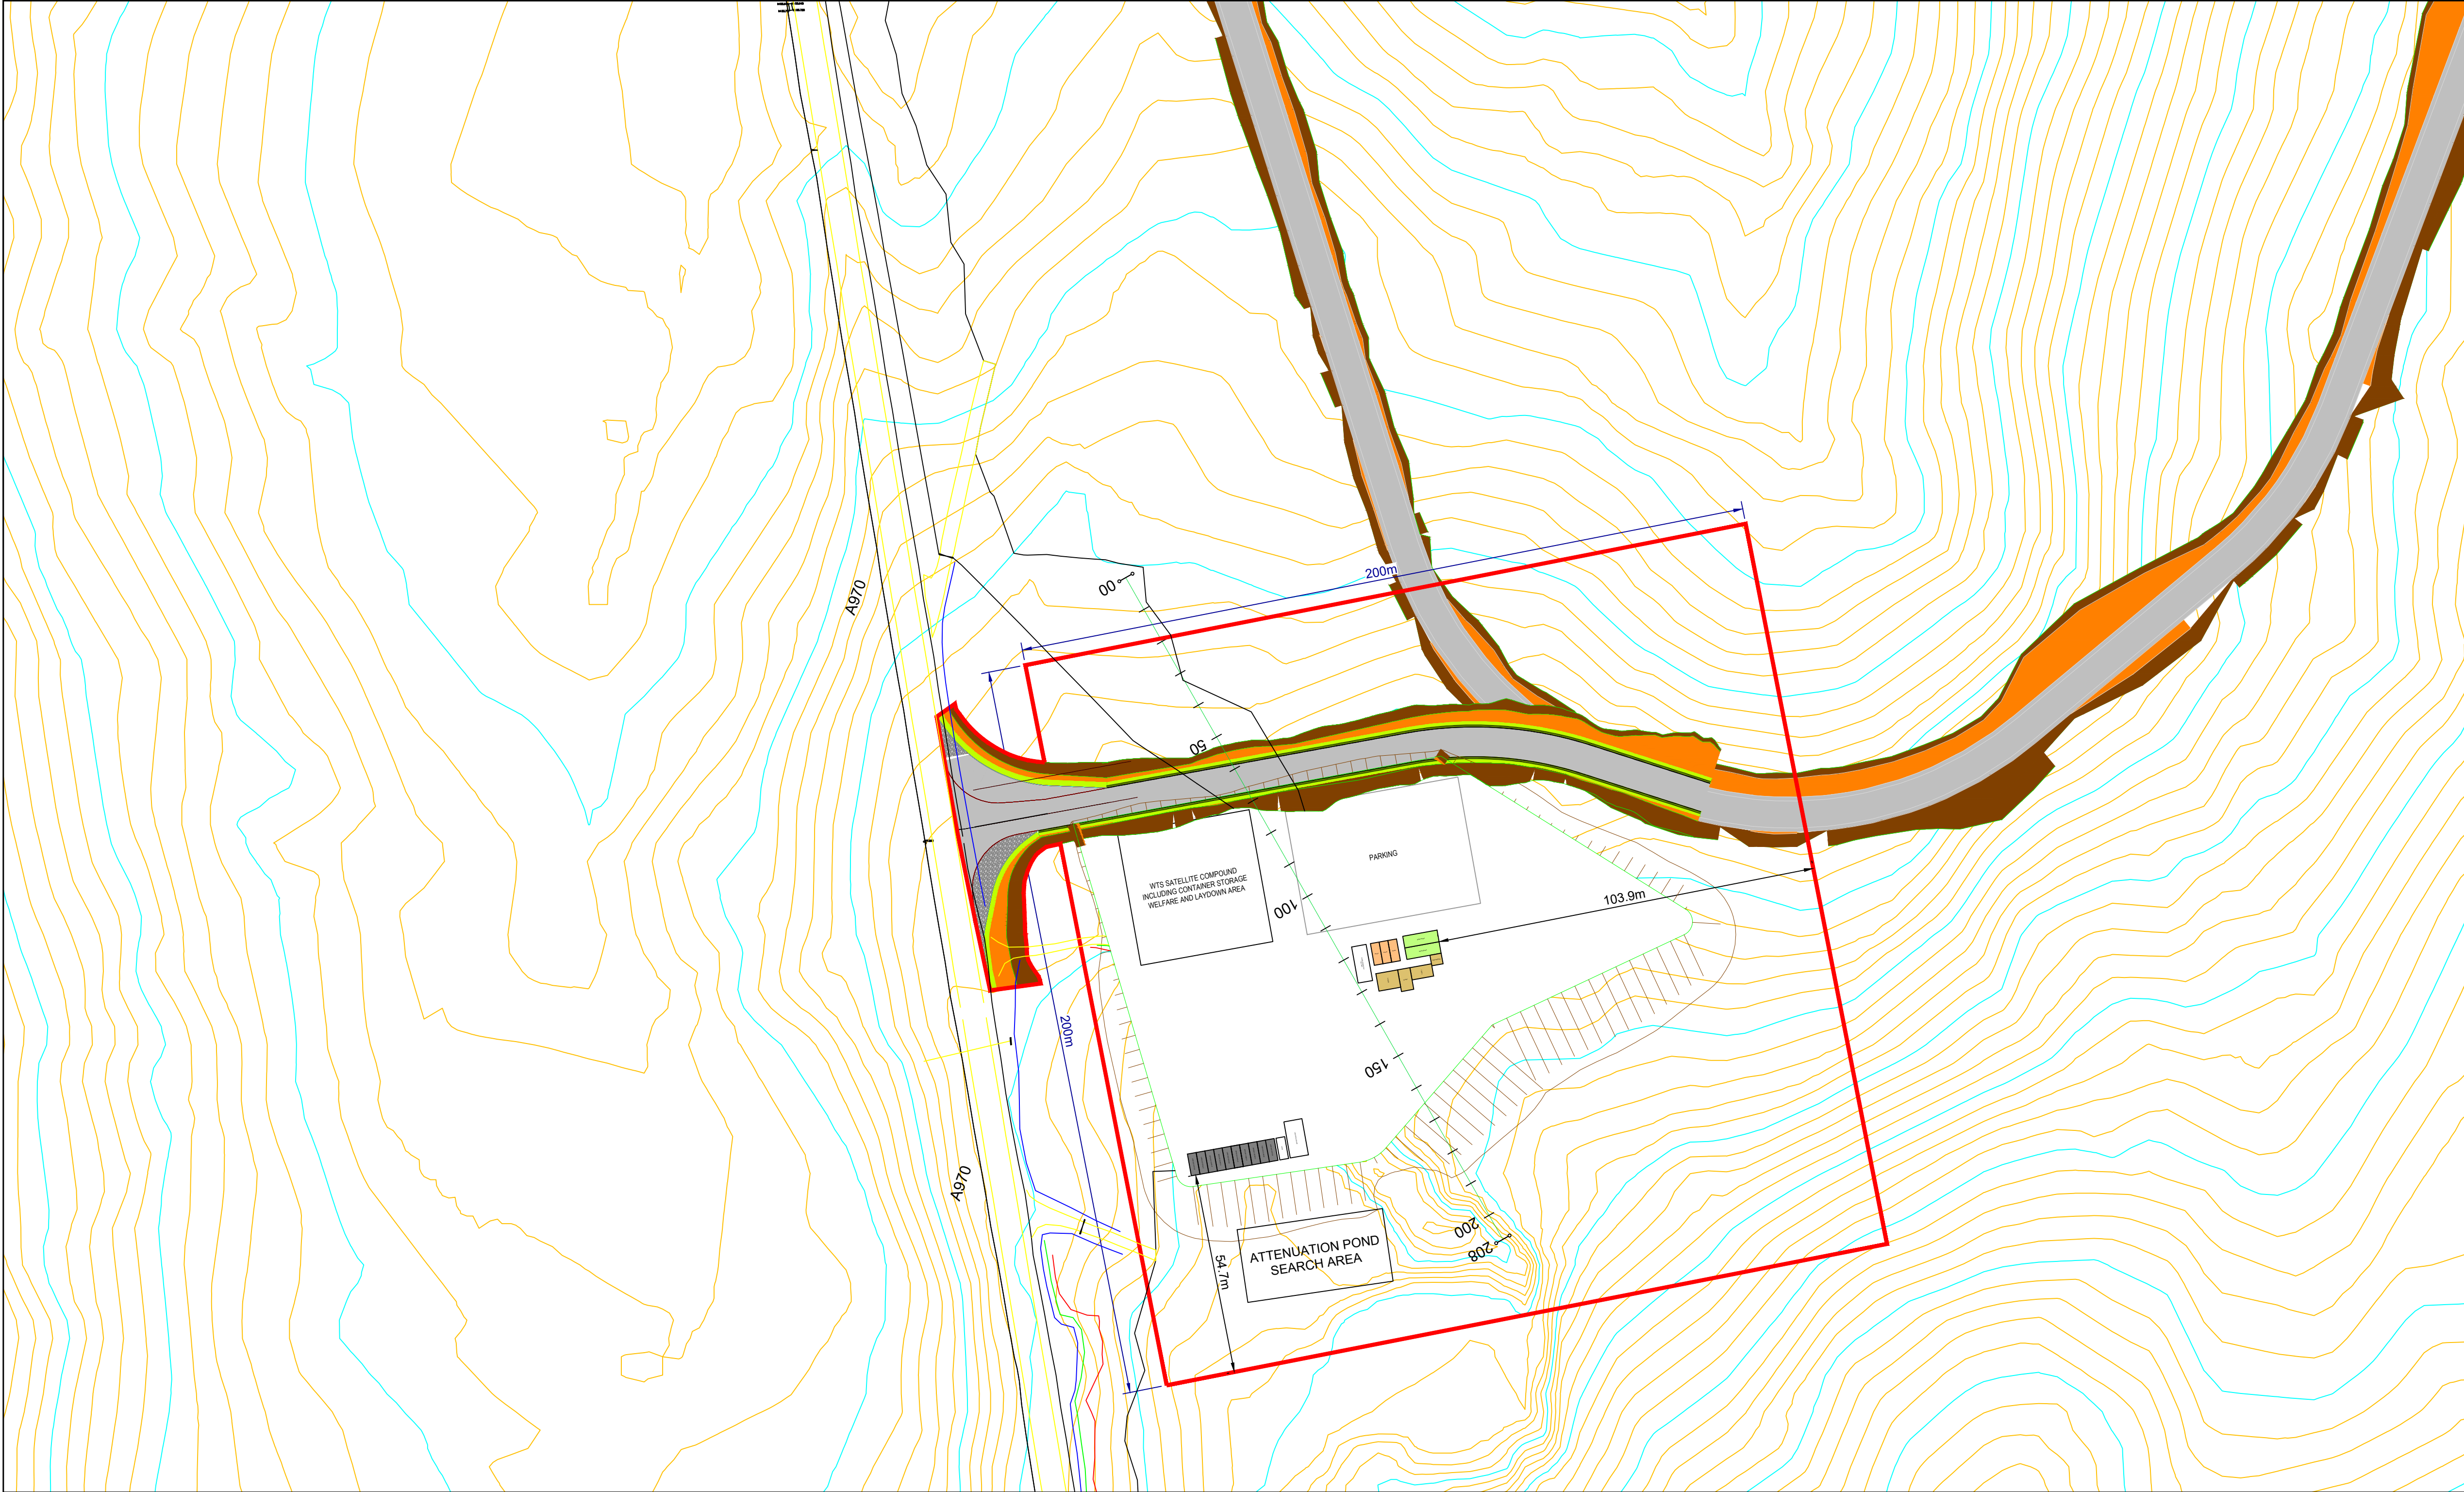 200m
A970
00
50
WTS SATELLITE COMPOUND
INCLUDING CONTAINER STORAGE
WELFARE AND LAYDOWN AREA
PARKING
100
103.9m
200m
150
A970
200
208
ATTENUATION POND
SEARCH AREA
54.7m